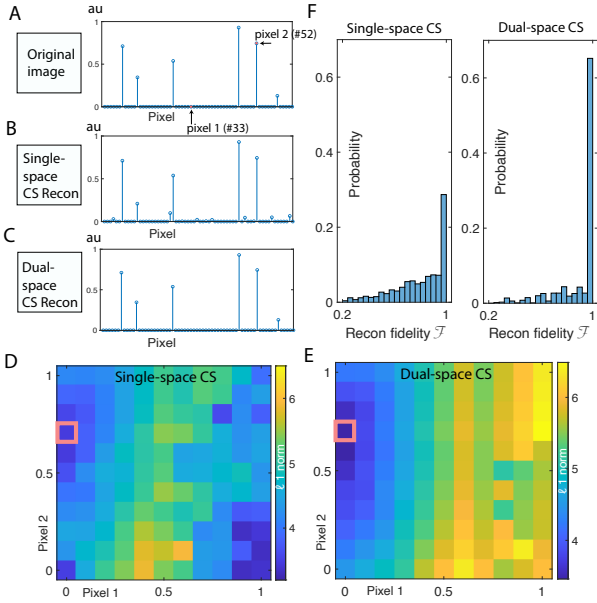 A
au
1
0.5
0
Original
image
pixel 2 (#52)
Pixel
pixel 1 (#33)
B
au
1
0.5
0
Single-
space
CS Recon
Pixel
C
au
1
0.5
0
Dual-
space
CS Recon
Pixel
D
Single-space CS
1
0.5
0
Pixel 2
0
Pixel 1
0.5
1
6
5
4
ℓ 1 norm
E
Dual-space CS
1
0.5
0
Pixel 2
0
Pixel 1
0.5
1
6
5
4
ℓ 1 norm
F
Single-space CS
0.6
0.4
0.2
0
Probability
0.2
1
Recon fidelity ℱ
Dual-space CS
0.6
0.4
0.2
0
Probability
0.2
1
Recon fidelity ℱ